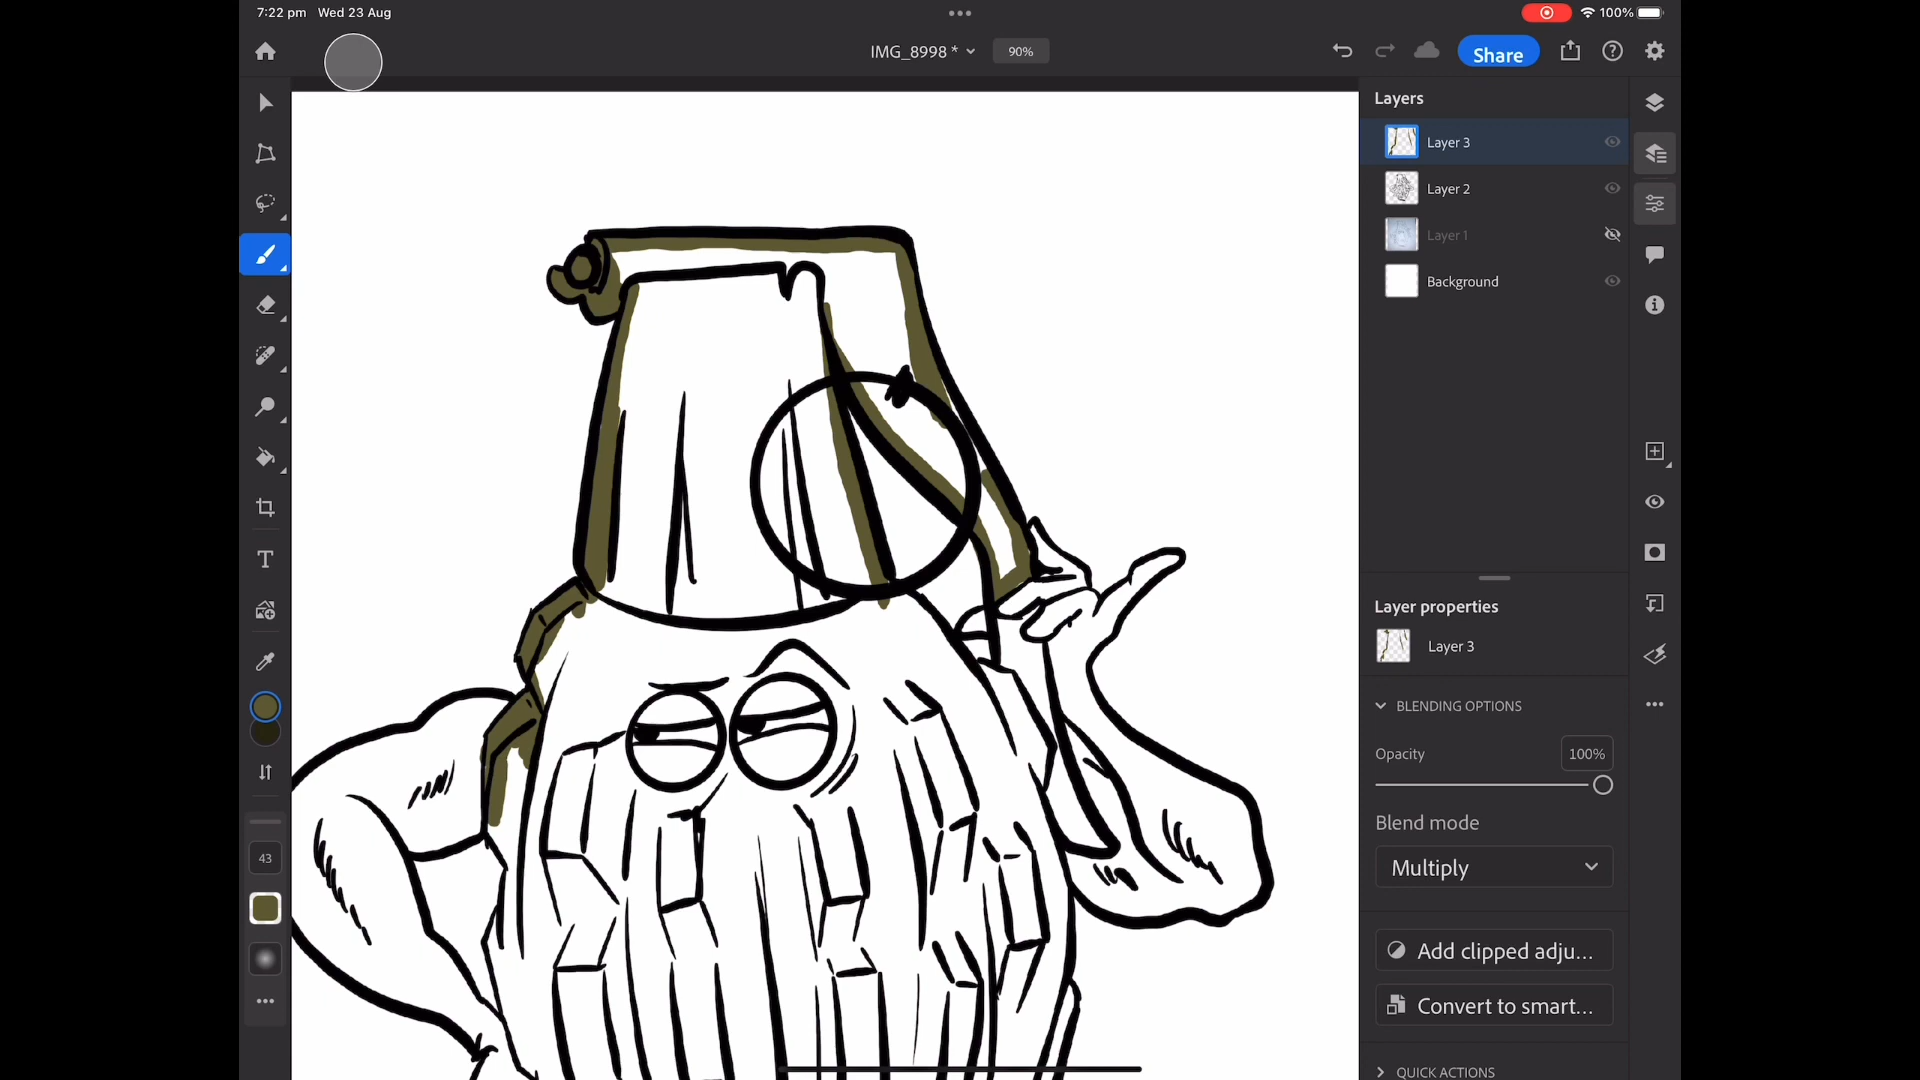 7:22 pm Wed 23 Aug
100%
IMG_8998 *
90%
Share
Layers
Layer 3
Layer 2
Layer 1
Background
Layer properties
Layer 3
BLENDING OPTIONS
Opacity
100%
Blend mode
Multiply
Add clipped adju...
Convert to smart...
QUICK ACTIONS
T
43